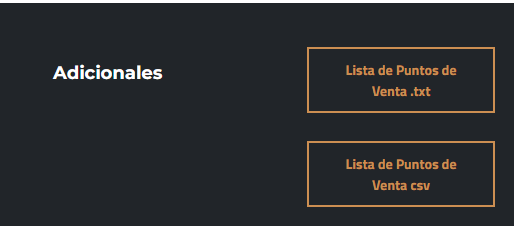 Adicionales
Lista de Puntos de
Venta .txt
Lista de Puntos de
Venta csv